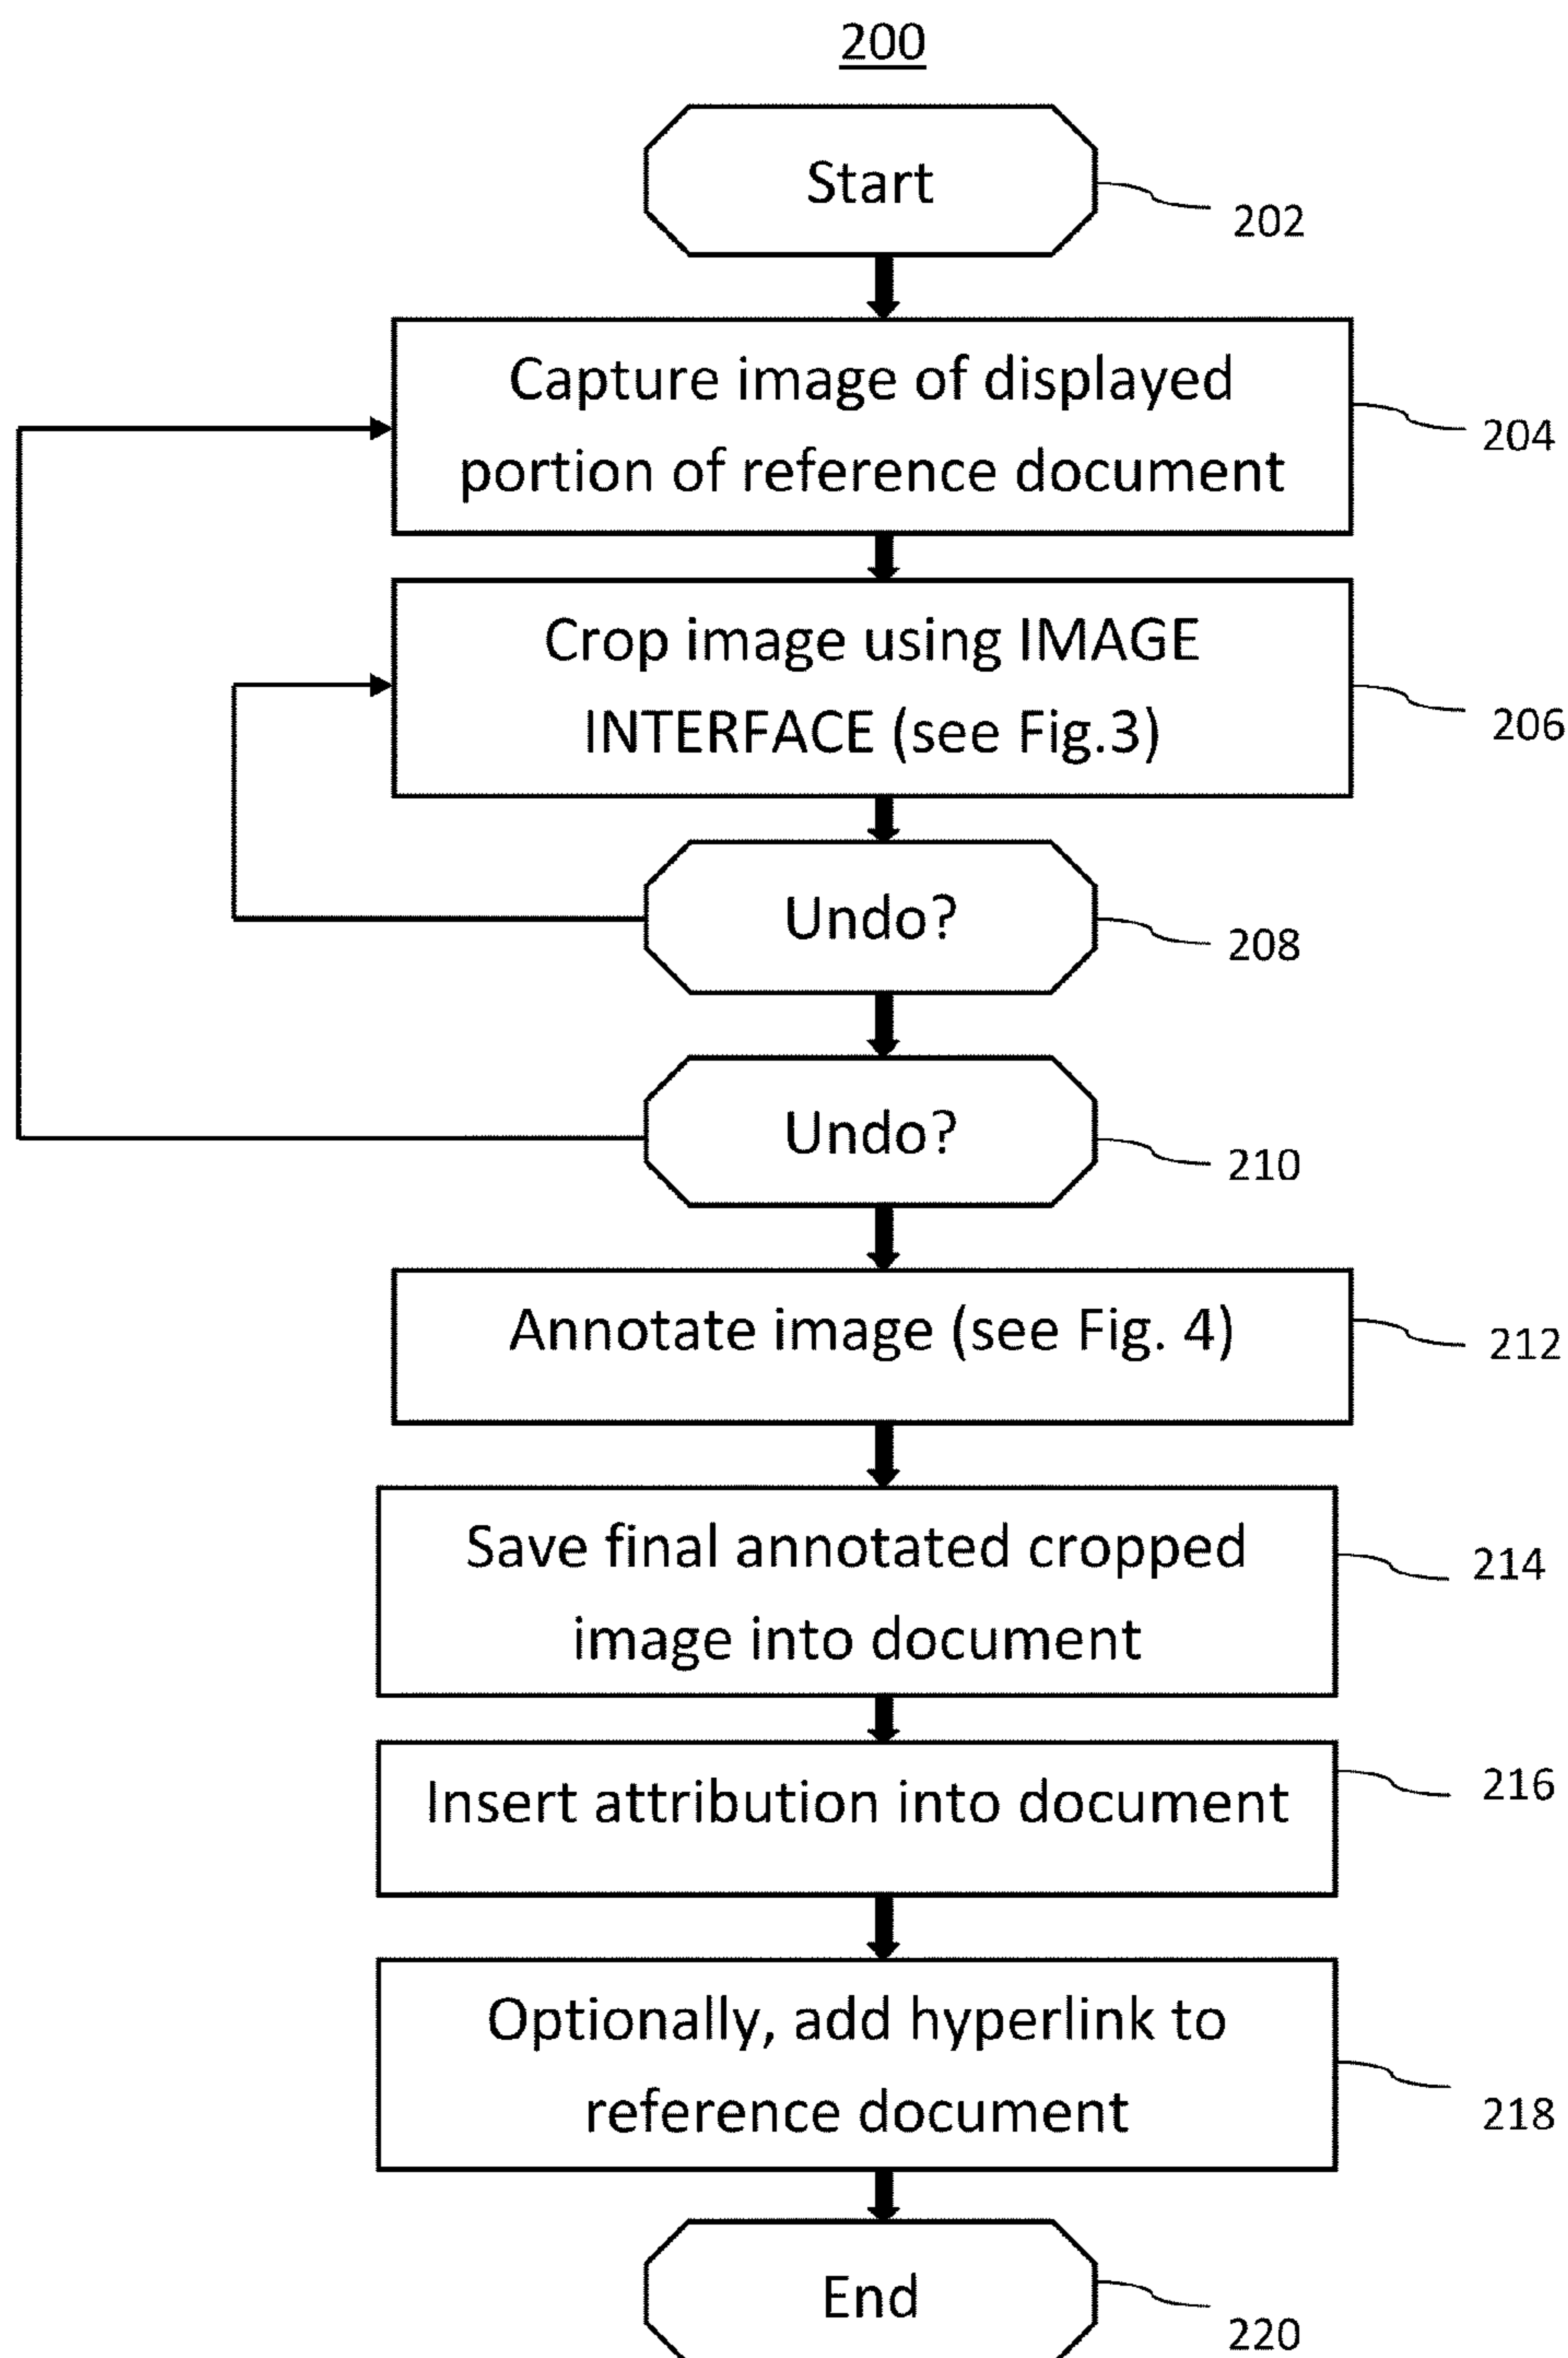 200
Start
202
Capture image of displayed
portion of reference document
204
Crop image using IMAGE
INTERFACE (see Fig.3)
206
Undo?
208
Undo?
210
Annotate image (see Fig. 4)
212
Save final annotated cropped
image into document
214
Insert attribution into document
216
Optionally, add hyperlink to
reference document
218
End
220